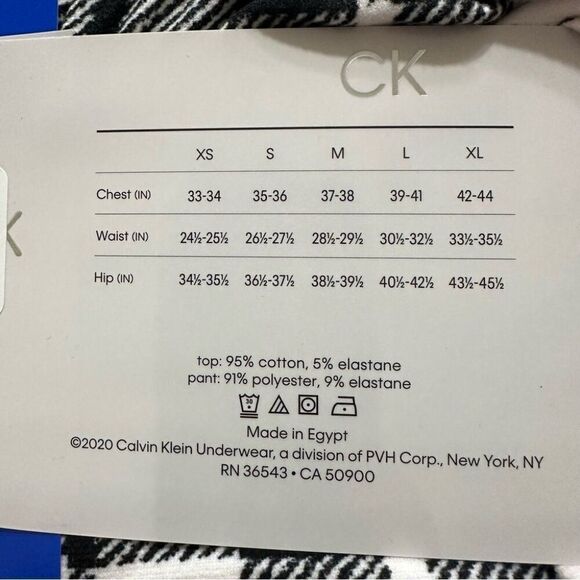 CK
XS S M L XL
Chest (IN) 33-34 35-36 37-38 39-41 42-44
Waist (IN) 24½-25½ 26½-27½ 28½-29½ 30½-32½ 33½-35½
Hip (IN) 34½-35½ 36½-37½ 38½-39½ 40½-42½ 43½-45½
K
top: 95% cotton, 5% elastane
pant: 91% polyester, 9% elastane
30
Made in Egypt
©2020 Calvin Klein Underwear, a division of PVH Corp., New York, NY
RN 36543 • CA 50900